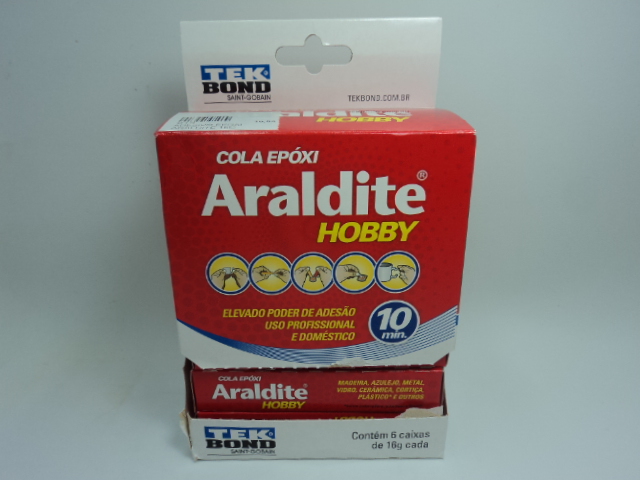 TEK
BOND
SAINT-GOBAIN
TEKBOND.COM.BR
Araldite
COLA EPÓXI
Araldite®
HOBBY
ELEVADO PODER DE ADESÃO
USO PROFISSIONAL
E DOMÉSTICO
10
min.
COLA EPÓXI
Araldite
HOBBY
MADEIRA, AZULEJO, METAL,
VIDRO, CERÂMICA, CORTIÇA,
PLÁSTICO* E OUTROS
TEK
BOND
SAINT-GOBAIN
Contém 6 caixas
de 16g cada